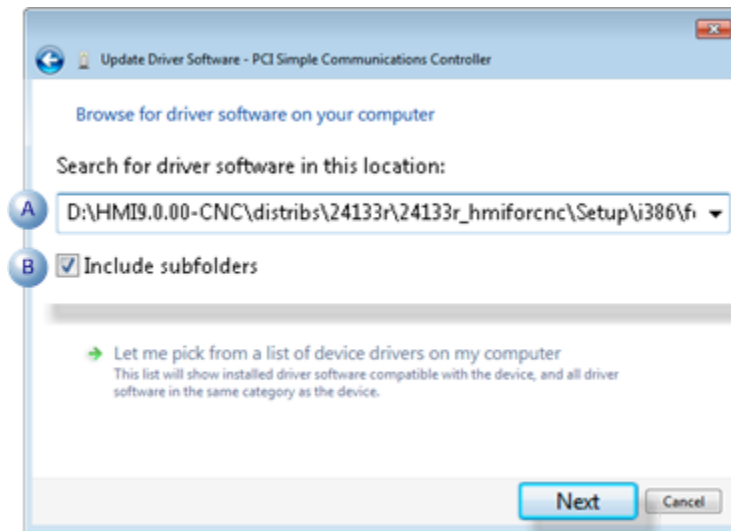 Update Driver Software - PCI Simple Communications Controller
Browse for driver software on your computer
Search for driver software in this location:
A
D:\HMI9.0.00-CNC\distribs\24133r\24133r_hmiforcnc\Setup\i386\f
B
Include subfolders
Let me pick from a list of device drivers on my computer
This list will show installed driver software compatible with the device, and all driver
software in the same category as the device.
Next
Cancel